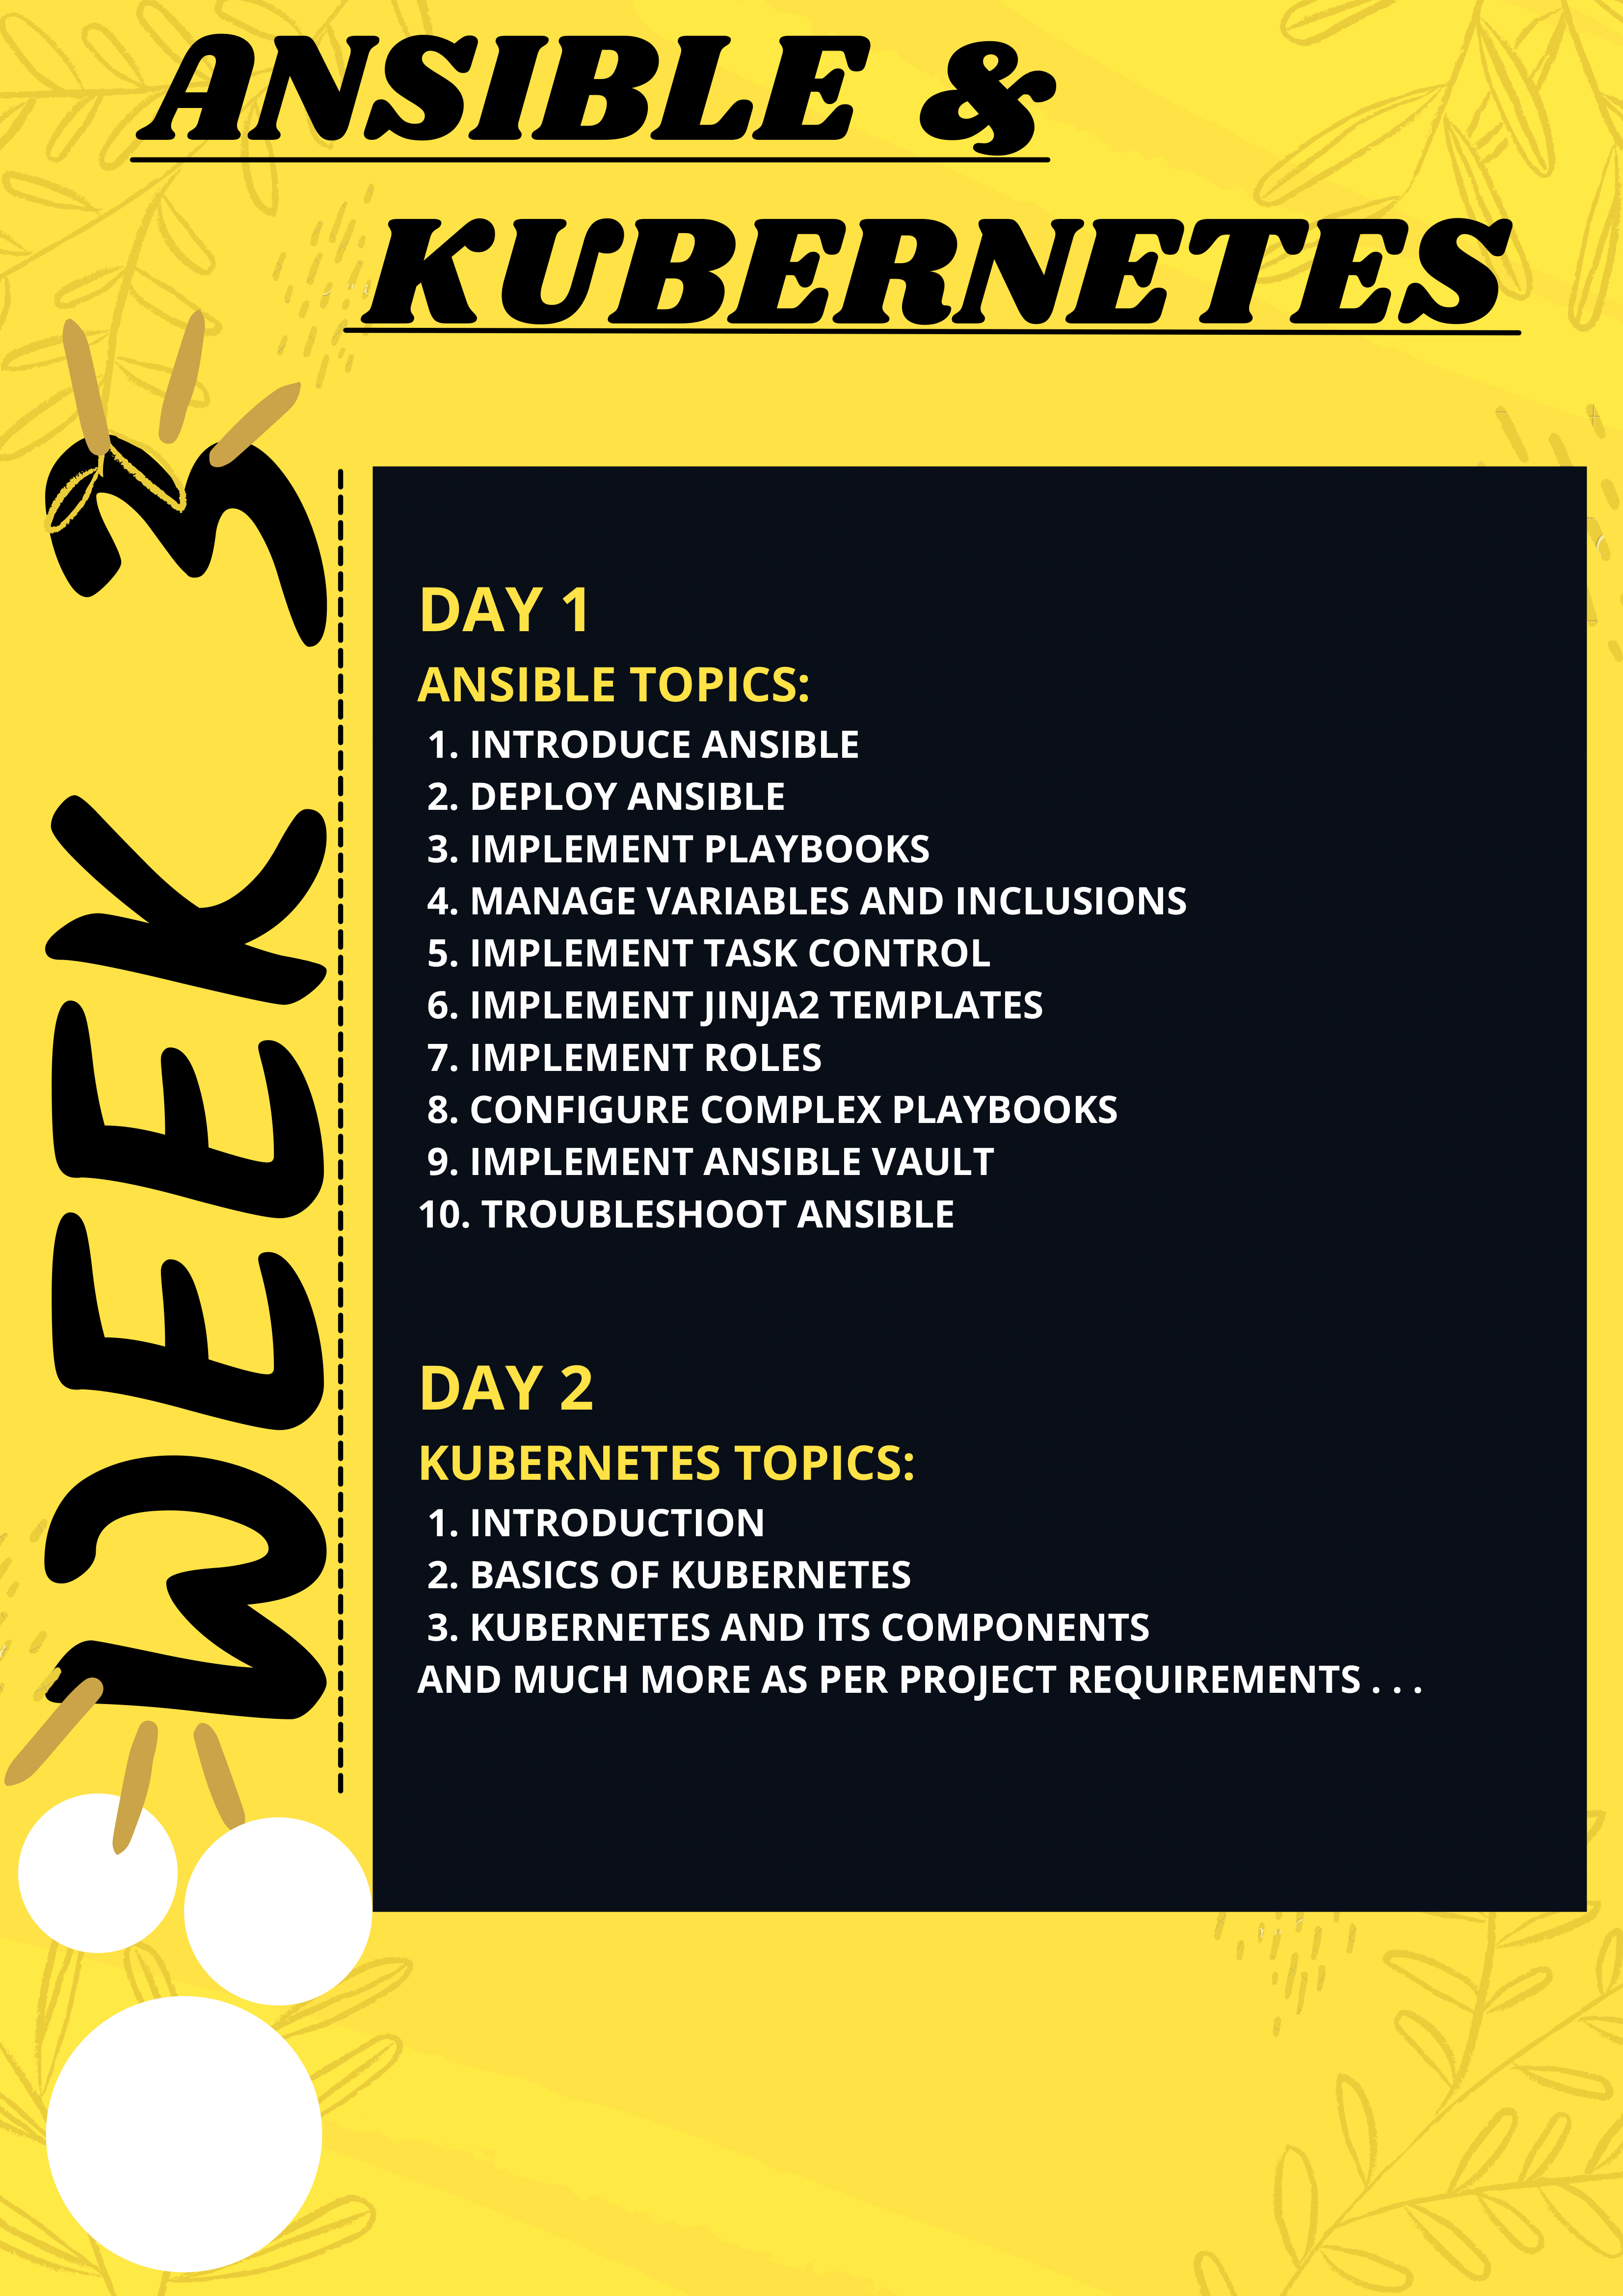 ANSIBLE &
KUBERNETES
WEEK 3
DAY 1
ANSIBLE TOPICS:
1. INTRODUCE ANSIBLE
2. DEPLOY ANSIBLE
3. IMPLEMENT PLAYBOOKS
4. MANAGE VARIABLES AND INCLUSIONS
5. IMPLEMENT TASK CONTROL
6. IMPLEMENT JINJA2 TEMPLATES
7. IMPLEMENT ROLES
8. CONFIGURE COMPLEX PLAYBOOKS
9. IMPLEMENT ANSIBLE VAULT
10. TROUBLESHOOT ANSIBLE
DAY 2
KUBERNETES TOPICS:
1. INTRODUCTION
2. BASICS OF KUBERNETES
3. KUBERNETES AND ITS COMPONENTS
AND MUCH MORE AS PER PROJECT REQUIREMENTS . . .